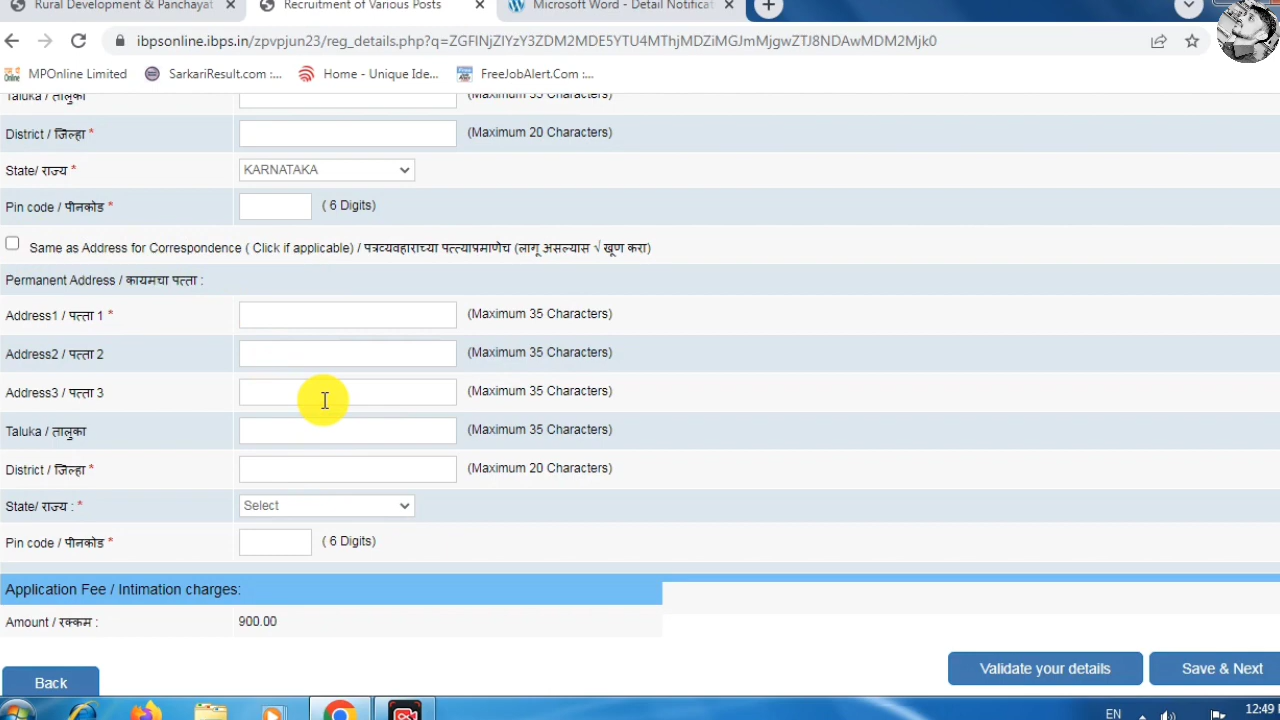 Rural Development & Panchayat
Recruitment of Various Posts
Microsoft Word - Detail Notificat
ibpsonline.ibps.in/zpvpjun23/reg_details.php?q=ZGFlNjZlYzY3ZDM2MDE5YTU4MThjMDZiMGJmMjgwZTJ8NDAwMDM2Mjk0
MPOnline Limited
SarkariResult.com :...
Home - Unique Ide...
FreeJobAlert.Com :...
Taluka / तालुका (Maximum 35 Characters)
District / जिल्हा * (Maximum 20 Characters)
State/ राज्य * KARNATAKA
Pin code / पीनकोड * ( 6 Digits)
Same as Address for Correspondence ( Click if applicable) / पत्रव्यवहाराच्या पत्त्याप्रमाणेच (लागू असल्यास √ खूण करा)
Permanent Address / कायमचा पत्ता :
Address1 / पत्ता 1 * (Maximum 35 Characters)
Address2 / पत्ता 2 (Maximum 35 Characters)
Address3 / पत्ता 3 (Maximum 35 Characters)
Taluka / तालुका (Maximum 35 Characters)
District / जिल्हा * (Maximum 20 Characters)
State/ राज्य : * Select
Pin code / पीनकोड * ( 6 Digits)
Application Fee / Intimation charges:
Amount / रक्कम : 900.00
Validate your details
Save & Next
Back
EN
12:49